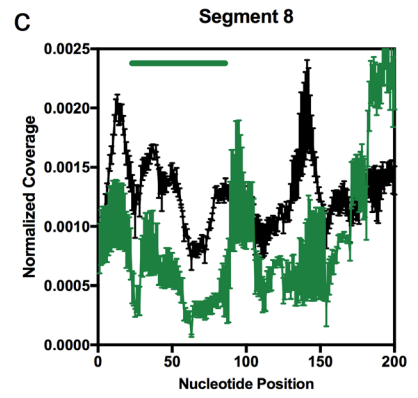 C
Segment 8
Normalized Coverage
0.0025
0.0020
0.0015
0.0010
0.0005
0.0000
0 50 100 150 200
Nucleotide Position